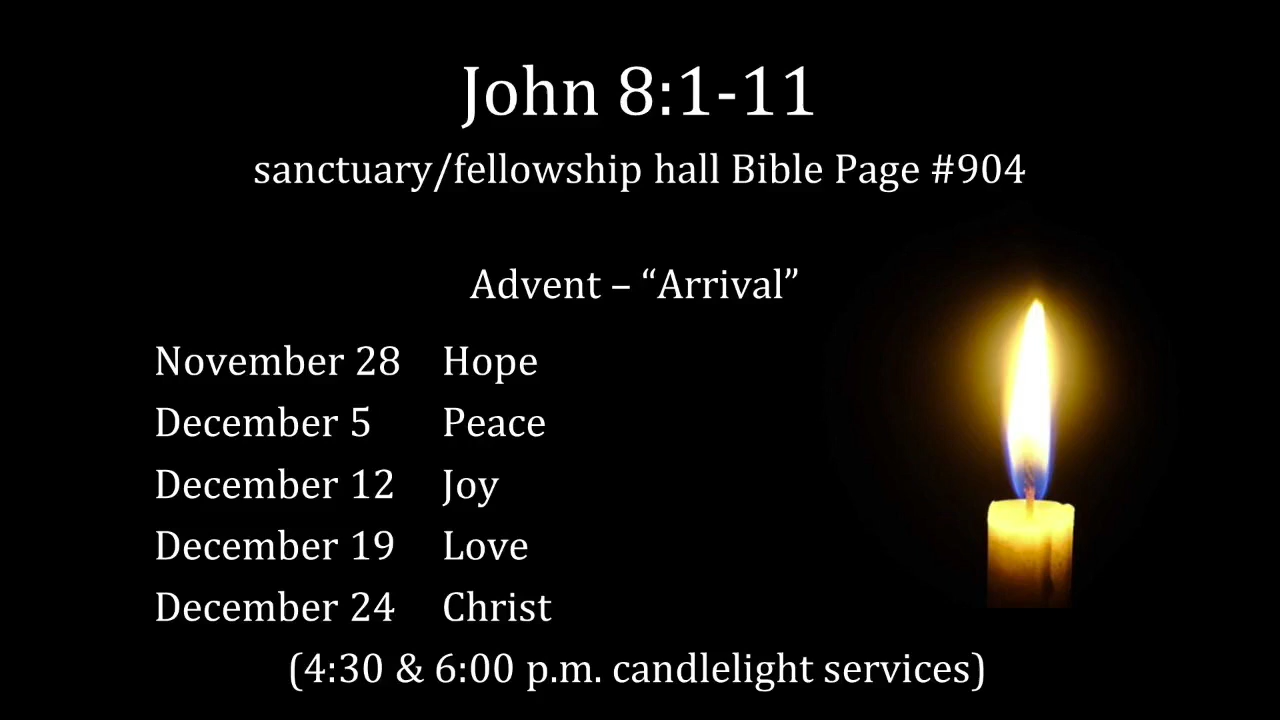 John 8:1-11
sanctuary/fellowship hall Bible Page #904
Advent – “Arrival”
November 28 Hope
December 5 Peace
December 12 Joy
December 19 Love
December 24 Christ
(4:30 & 6:00 p.m. candlelight services)